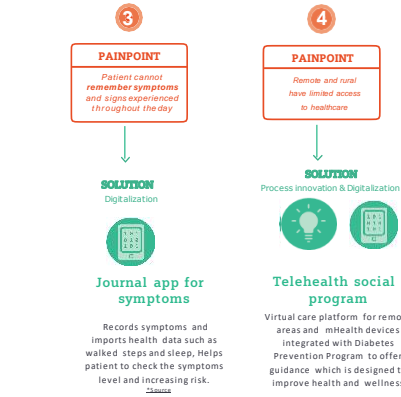 3
PAINPOINT
Patient cannot
remember symptoms
and signs experienced
throughout the day
SOLUTION
Digitalization
Journal app for
symptoms
Records symptoms and
imports health data such as
walked steps and sleep, Helps
patient to check the symptoms
level and increasing risk.
*Source
4
PAINPOINT
Remote and rural
have limited access
to healthcare
SOLUTION
Process innovation & Digitalization
Telehealth social
program
Virtual care platform for
areas and mHealth devices
integrated with Diabetes
Prevention Program to offer
guidance which is designed
improve health and wellness